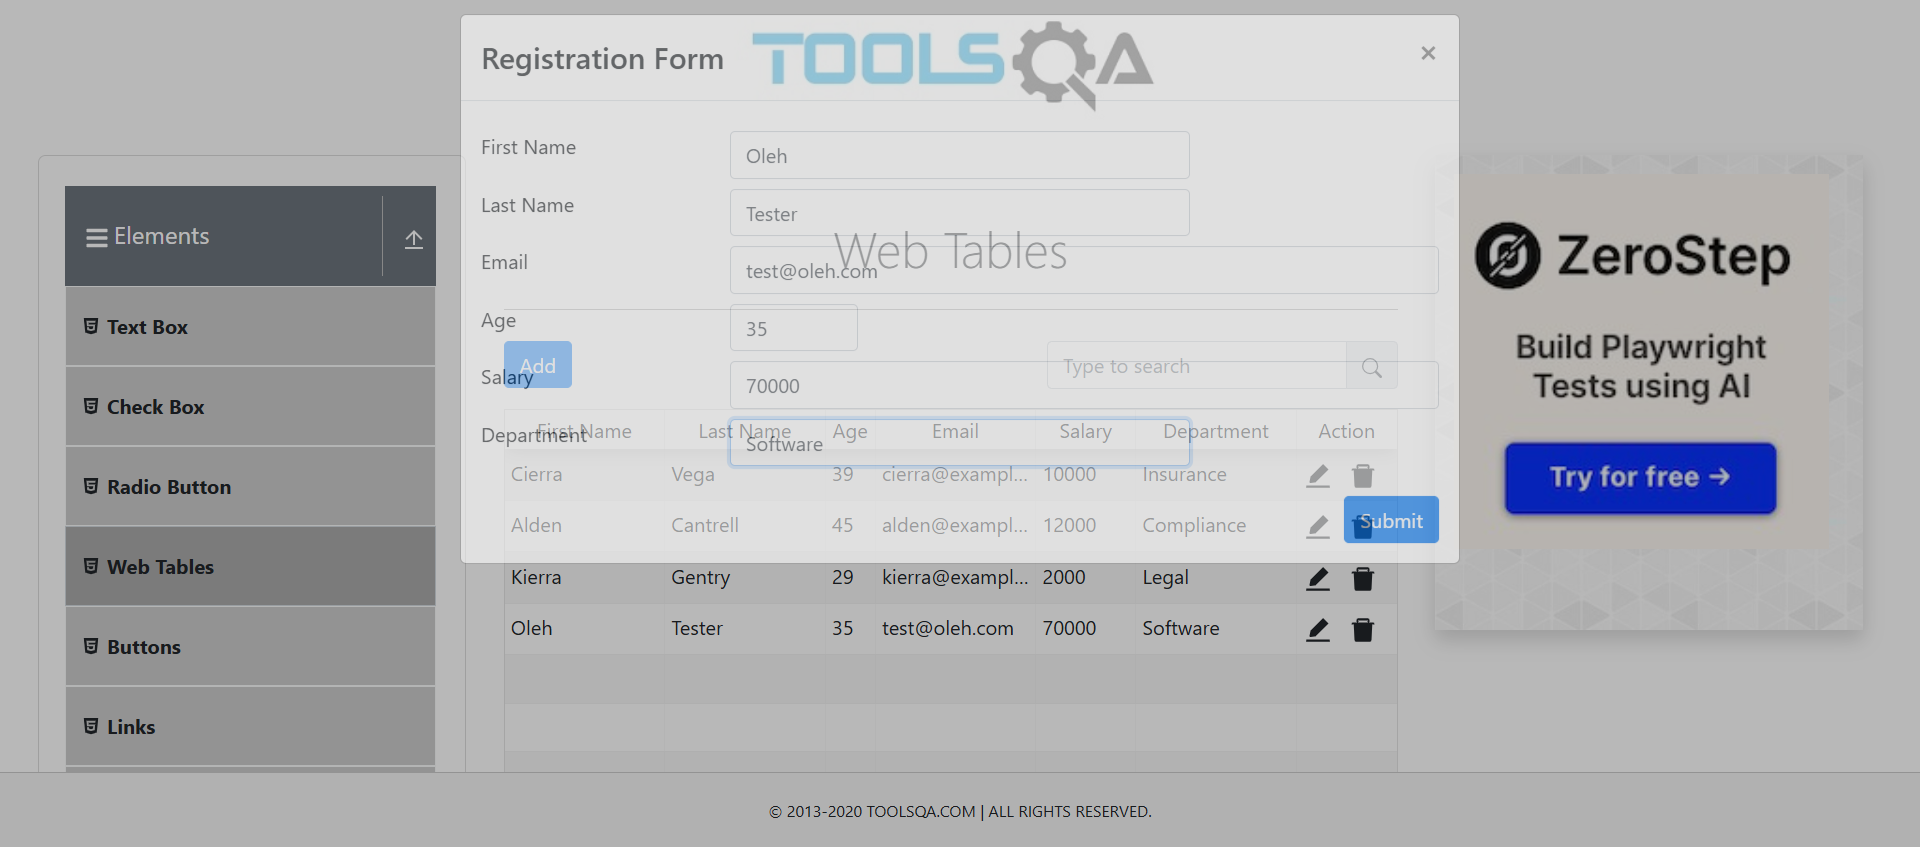 Registration Form
TOOLSQA
×
First Name
Oleh
Last Name
Tester
Web Tables
Email
test@oleh.com
Age
35
Add
Type to search
Salary
70000
Department
Software
First Name Last Name Age Email Salary Department Action
Cierra Vega 39 cierra@exampl... 10000 Insurance
Alden Cantrell 45 alden@exampl... 12000 Compliance
Submit
Kierra Gentry 29 kierra@exampl... 2000 Legal
Oleh Tester 35 test@oleh.com 70000 Software
Elements
Text Box
Check Box
Radio Button
Web Tables
Buttons
Links
ZeroStep
Build Playwright
Tests using AI
Try for free →
© 2013-2020 TOOLSQA.COM | ALL RIGHTS RESERVED.